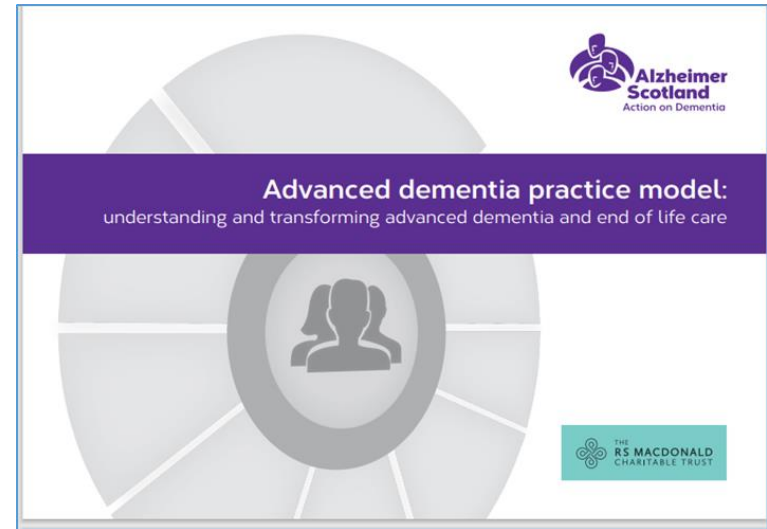 Alzheimer
Scotland
Action on Dementia
Advanced dementia practice model:
understanding and transforming advanced dementia and end of life care
THE
RS MACDONALD
CHARITABLE TRUST